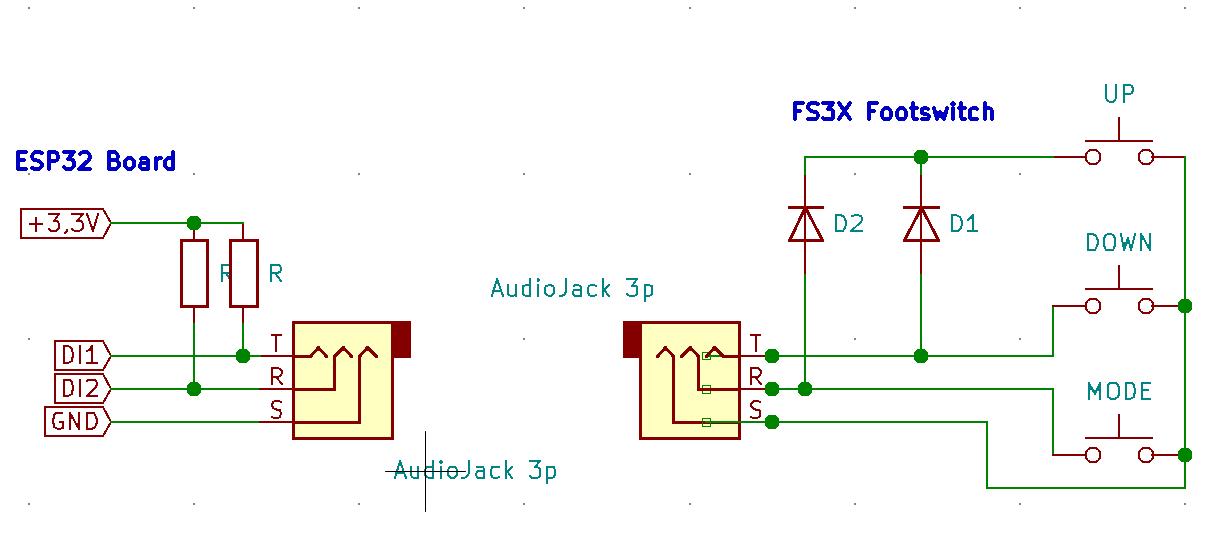 UP
FS3X Footswitch
ESP32 Board
+3,3V
D2
D1
DOWN
R
R
AudioJack 3p
T
T
DI1
R
R
DI2
MODE
S
S
GND
AudioJack 3p